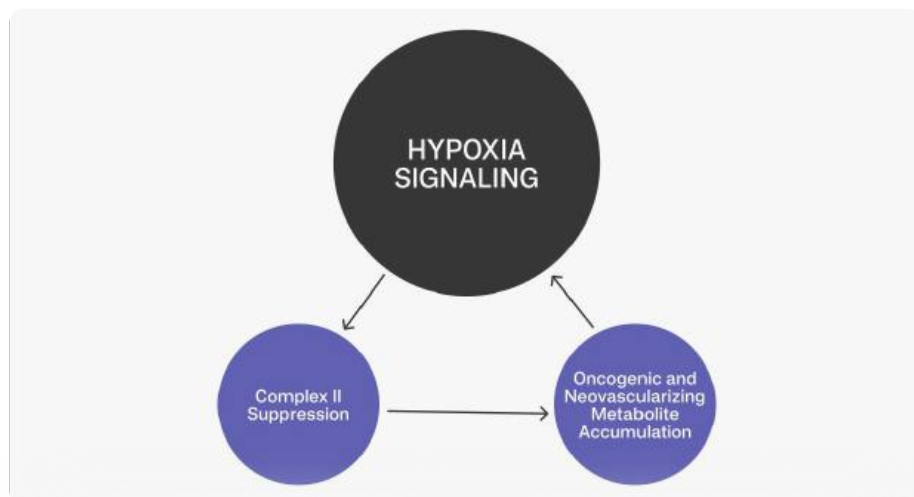 HYPOXIA
SIGNALING
Complex II
Suppression
Oncogenic and
Neovascularizing
Metabolite
Accumulation